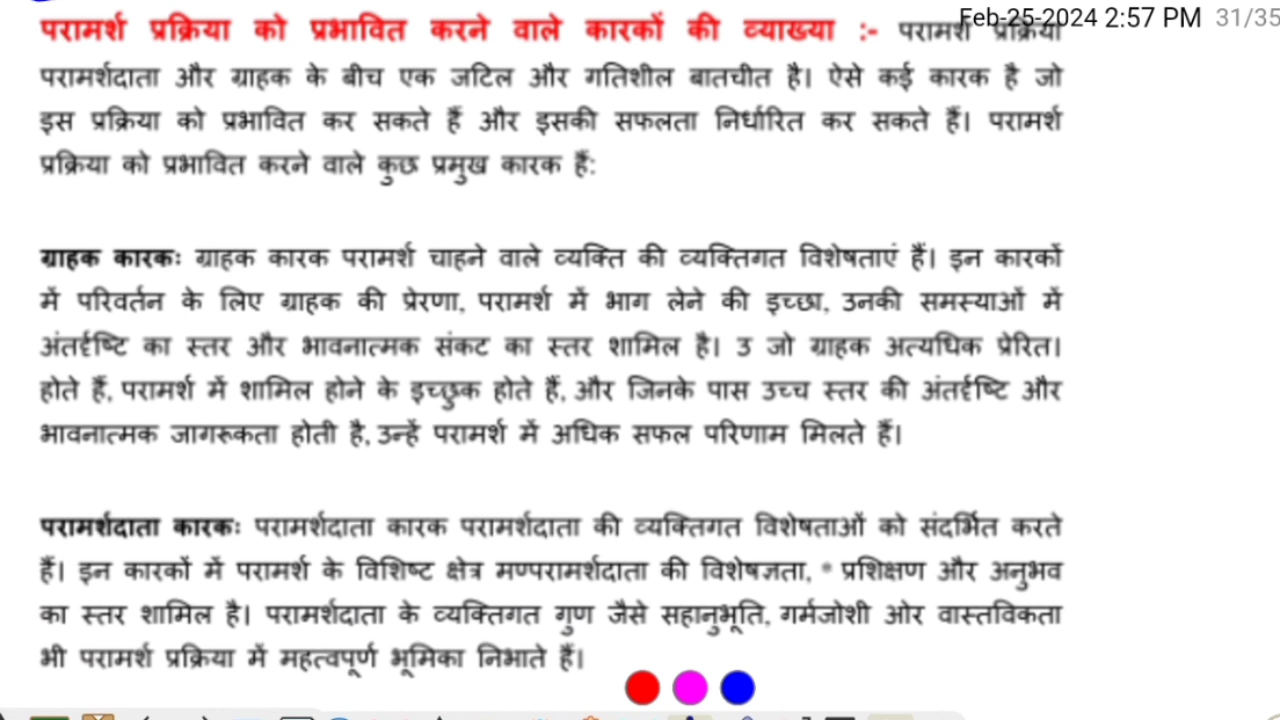 Feb-25-2024 2:57 PM 31/35
परामर्श प्रक्रिया को प्रभावित करने वाले कारकों की व्याख्या :- परामर्श प्रक्रिया
परामर्शदाता और ग्राहक के बीच एक जटिल और गतिशील बातचीत है। ऐसे कई कारक है जो
इस प्रक्रिया को प्रभावित कर सकते हैं और इसकी सफलता निर्धारित कर सकते हैं। परामर्श
प्रक्रिया को प्रभावित करने वाले कुछ प्रमुख कारक हैं:
ग्राहक कारकः ग्राहक कारक परामर्श चाहने वाले व्यक्ति की व्यक्तिगत विशेषताएं हैं। इन कारकों
में परिवर्तन के लिए ग्राहक की प्रेरणा, परामर्श में भाग लेने की इच्छा, उनकी समस्याओं में
अंतर्दृष्टि का स्तर और भावनात्मक संकट का स्तर शामिल है। उ जो ग्राहक अत्यधिक प्रेरित।
होते हैं, परामर्श में शामिल होने के इच्छुक होते हैं, और जिनके पास उच्च स्तर की अंतर्दृष्टि और
भावनात्मक जागरूकता होती है, उन्हें परामर्श में अधिक सफल परिणाम मिलते हैं।
परामर्शदाता कारकः परामर्शदाता कारक परामर्शदाता की व्यक्तिगत विशेषताओं को संदर्भित करते
हैं। इन कारकों में परामर्श के विशिष्ट क्षेत्र मण्परामर्शदाता की विशेषज्ञता, * प्रशिक्षण और अनुभव
का स्तर शामिल है। परामर्शदाता के व्यक्तिगत गुण जैसे सहानुभूति, गर्मजोशी ओर वास्तविकता
भी परामर्श प्रक्रिया में महत्वपूर्ण भूमिका निभाते हैं।